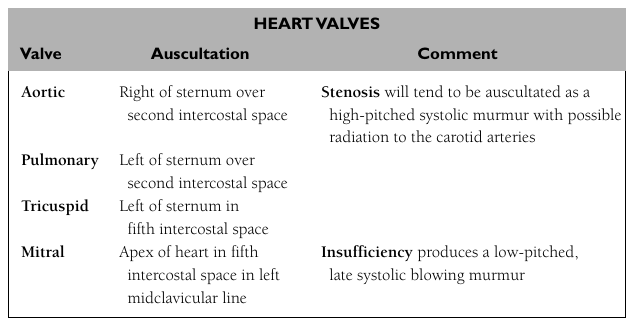 HEART VALVES
Valve Auscultation Comment
Aortic Right of sternum over Stenosis will tend to be auscultated as a
second intercostal space high-pitched systolic murmur with possible
radiation to the carotid arteries
Pulmonary Left of sternum over
second intercostal space
Tricuspid Left of sternum in
fifth intercostal space
Mitral Apex of heart in fifth Insufficiency produces a low-pitched,
intercostal space in left late systolic blowing murmur
midclavicular line